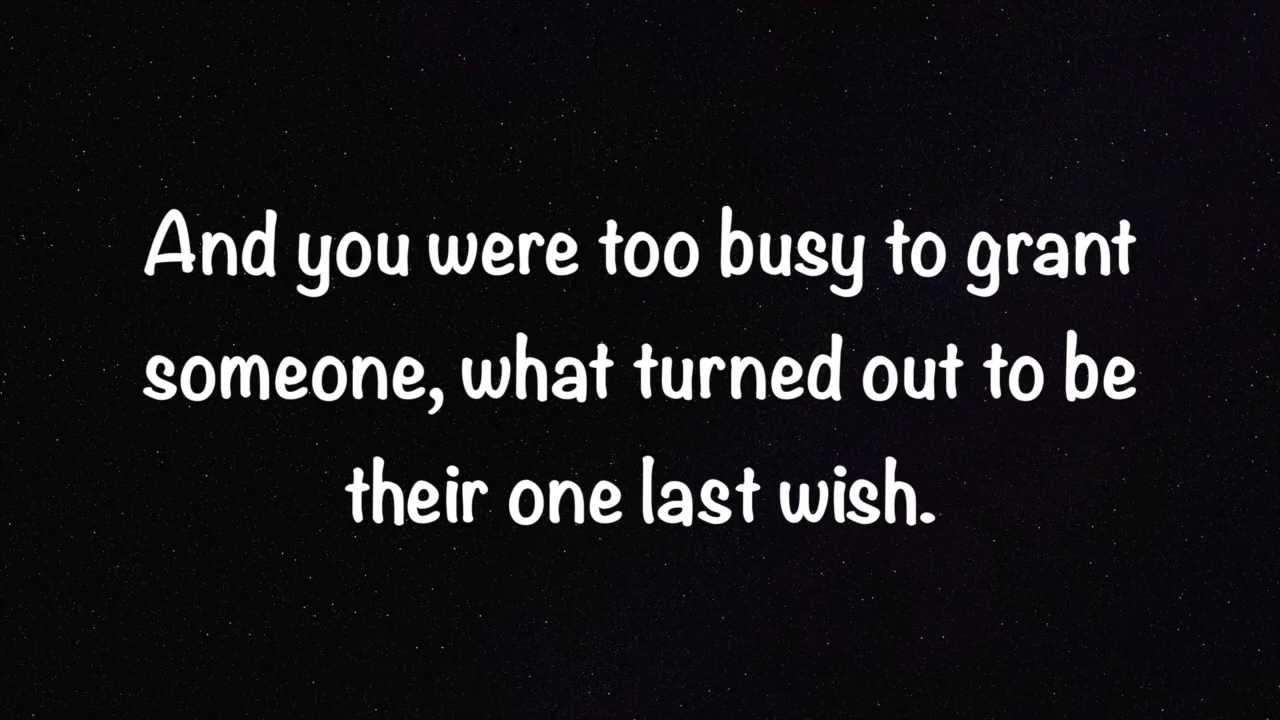 And you were too busy to grant
someone, what turned out to be
their one last wish.